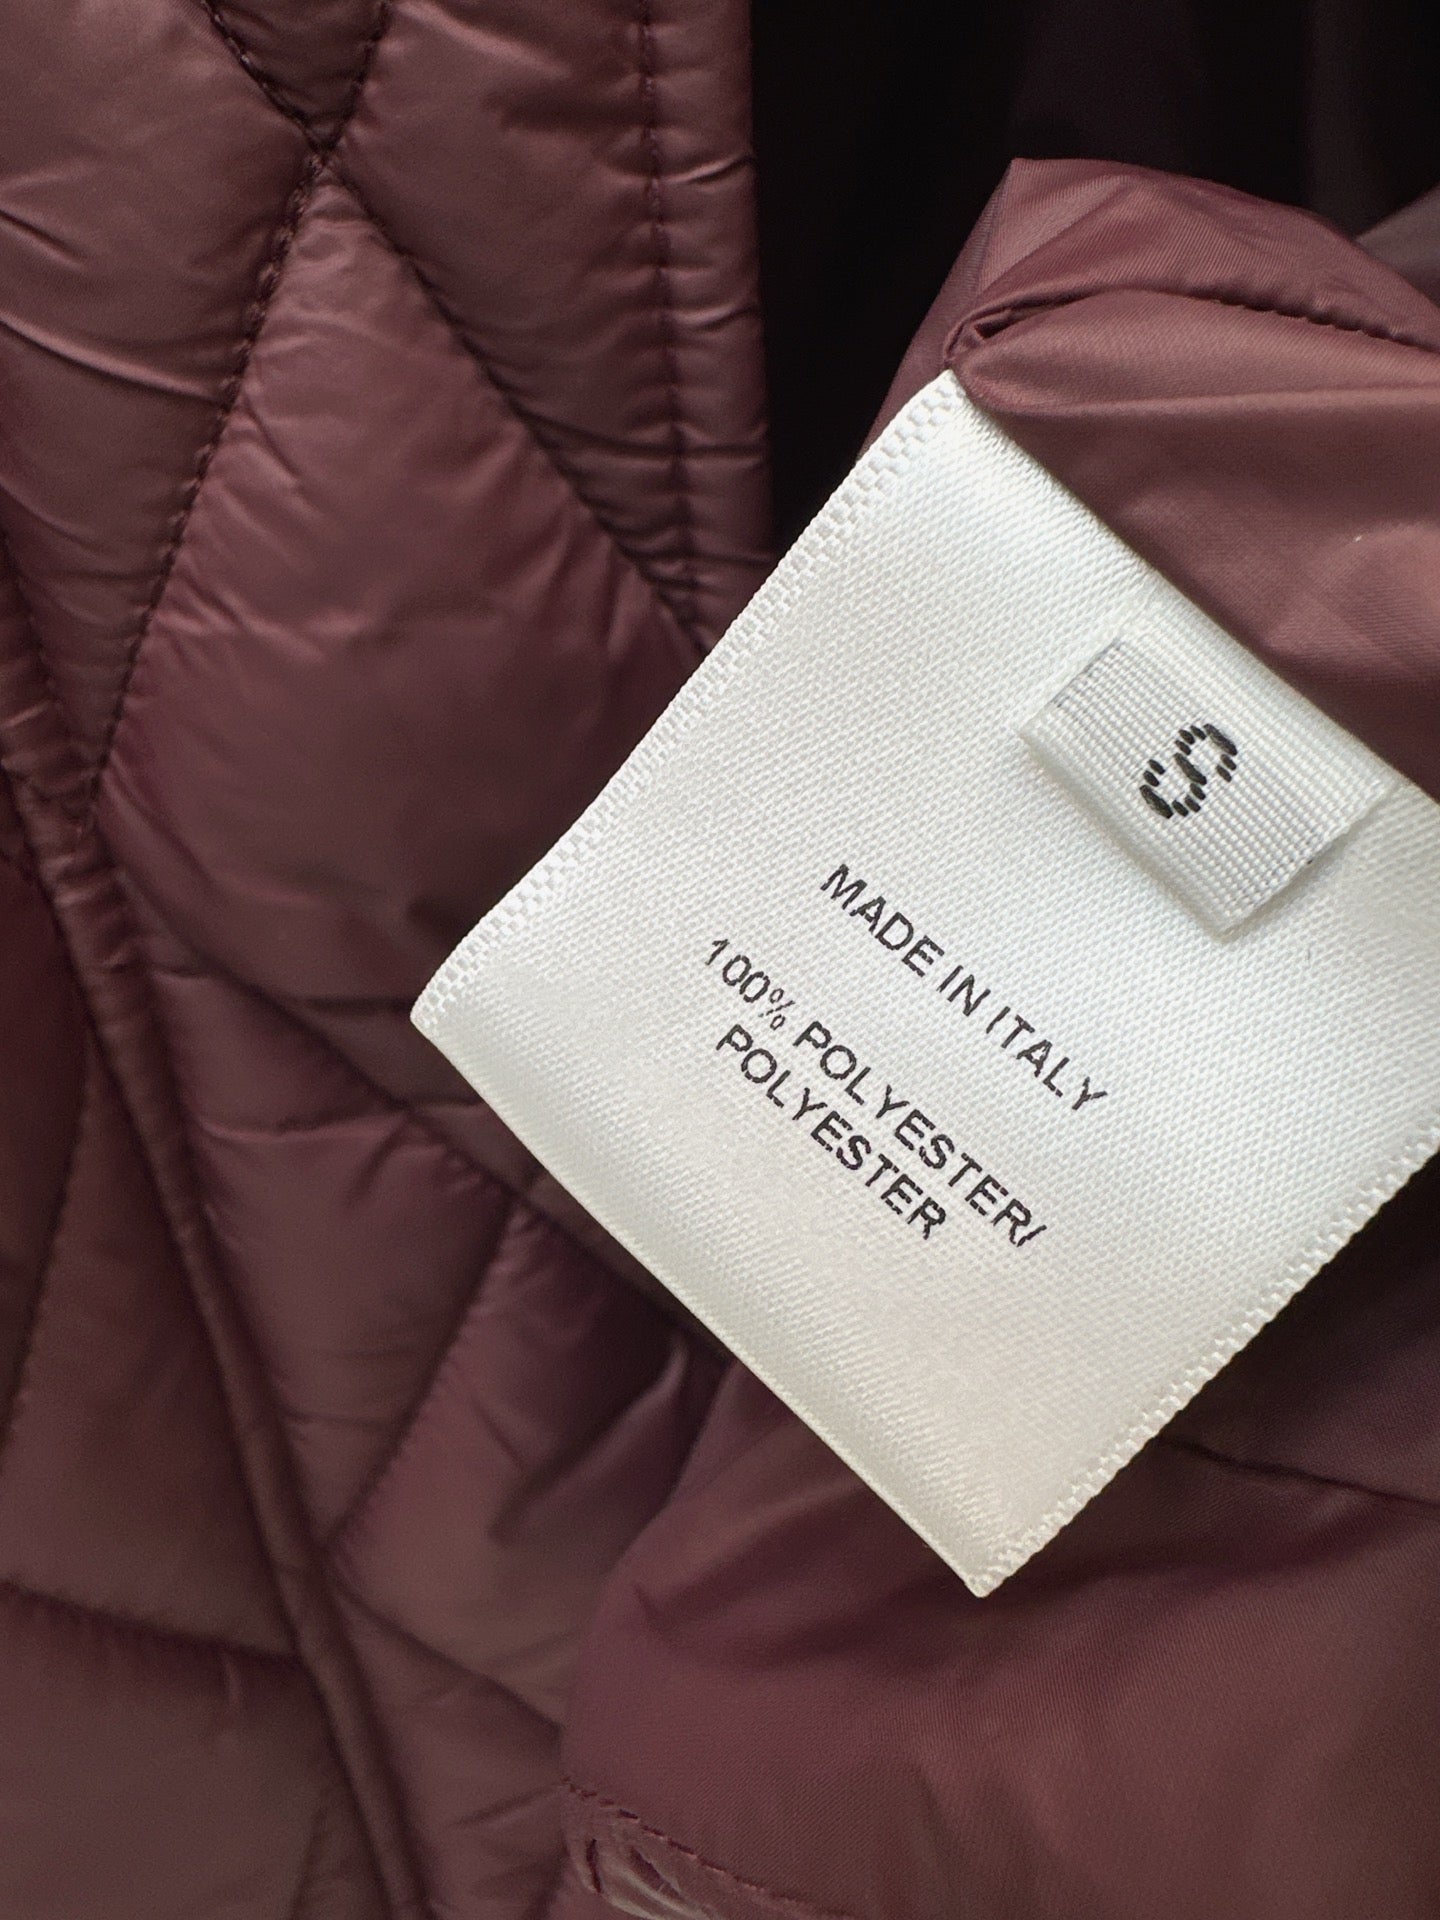 S
MADE IN ITALY
100% POLYESTER/
POLYESTER